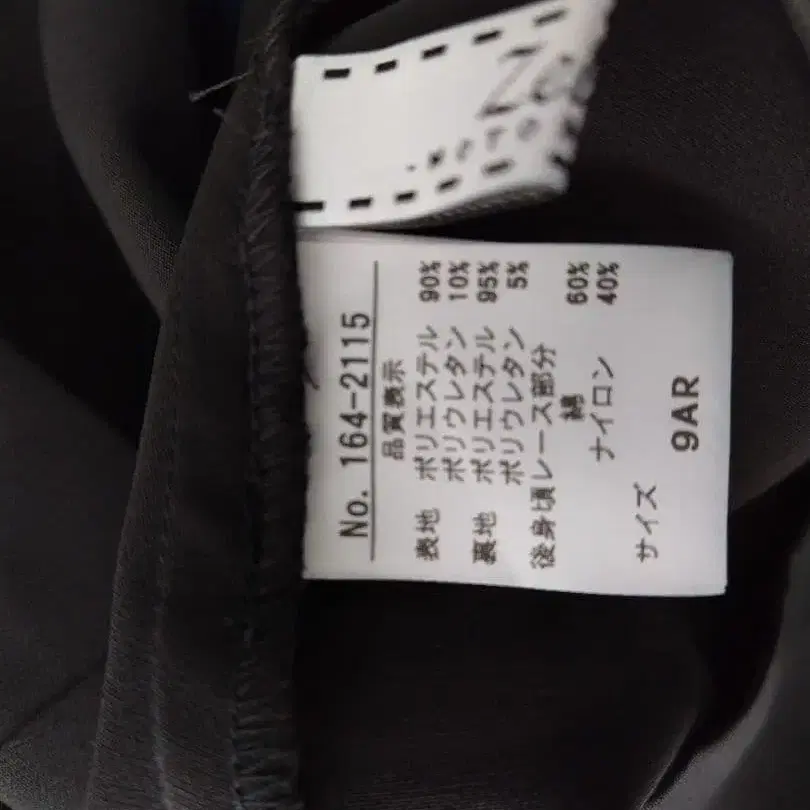 No. 164-2115
品質表示
表地 ポリエステル 90%
ポリウレタン 10%
裏地 ポリエステル 95%
ポリウレタン 5%
後身頃レース部分
綿 60%
ナイロン 40%
サイズ
9AR